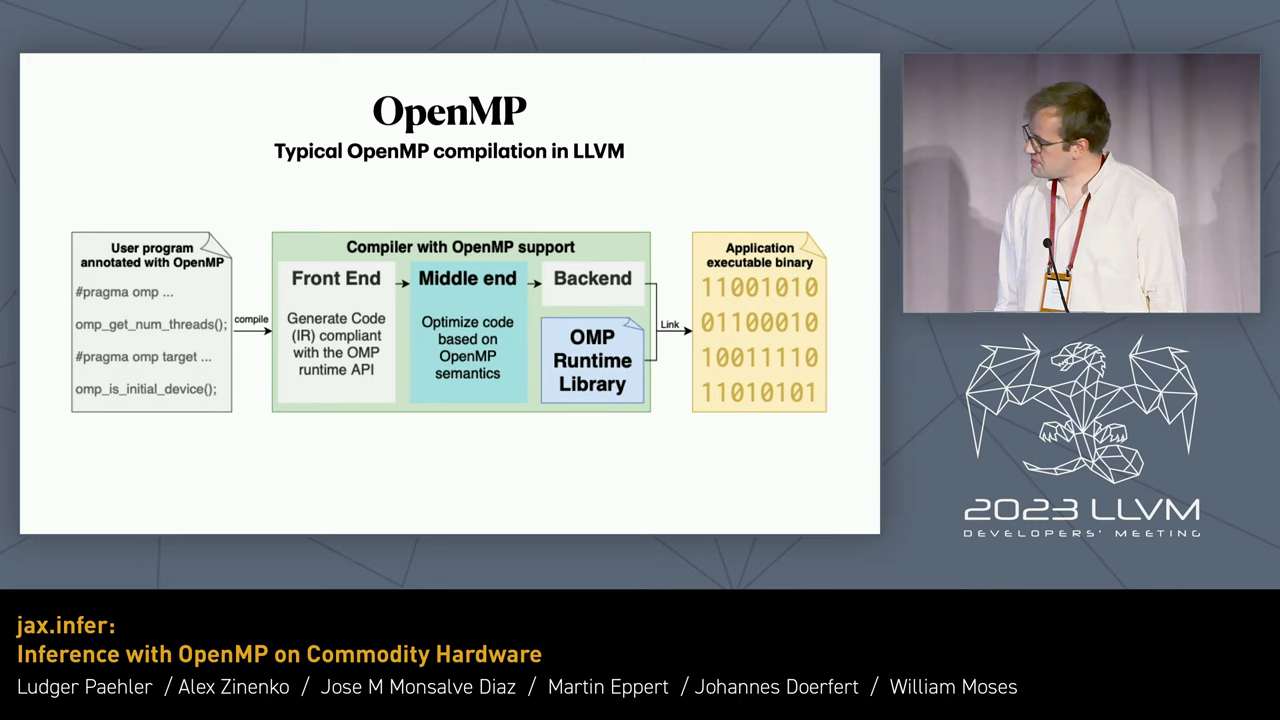 OpenMP
Typical OpenMP compilation in LLVM
User program
annotated with OpenMP
#pragma omp ...
omp_get_num_threads();
#pragma omp target ...
omp_is_initial_device();
compile
Compiler with OpenMP support
Front End
Generate Code
(IR) compliant
with the OMP
runtime API
Middle end
Optimize code
based on
OpenMP
semantics
Backend
OMP
Runtime
Library
Link
Application
executable binary
11001010
01100010
10011110
11010101
2023 LLVM
DEVELOPERS' MEETING
jax.infer:
Inference with OpenMP on Commodity Hardware
Ludger Paehler / Alex Zinenko / Jose M Monsalve Diaz / Martin Eppert / Johannes Doerfert / William Moses